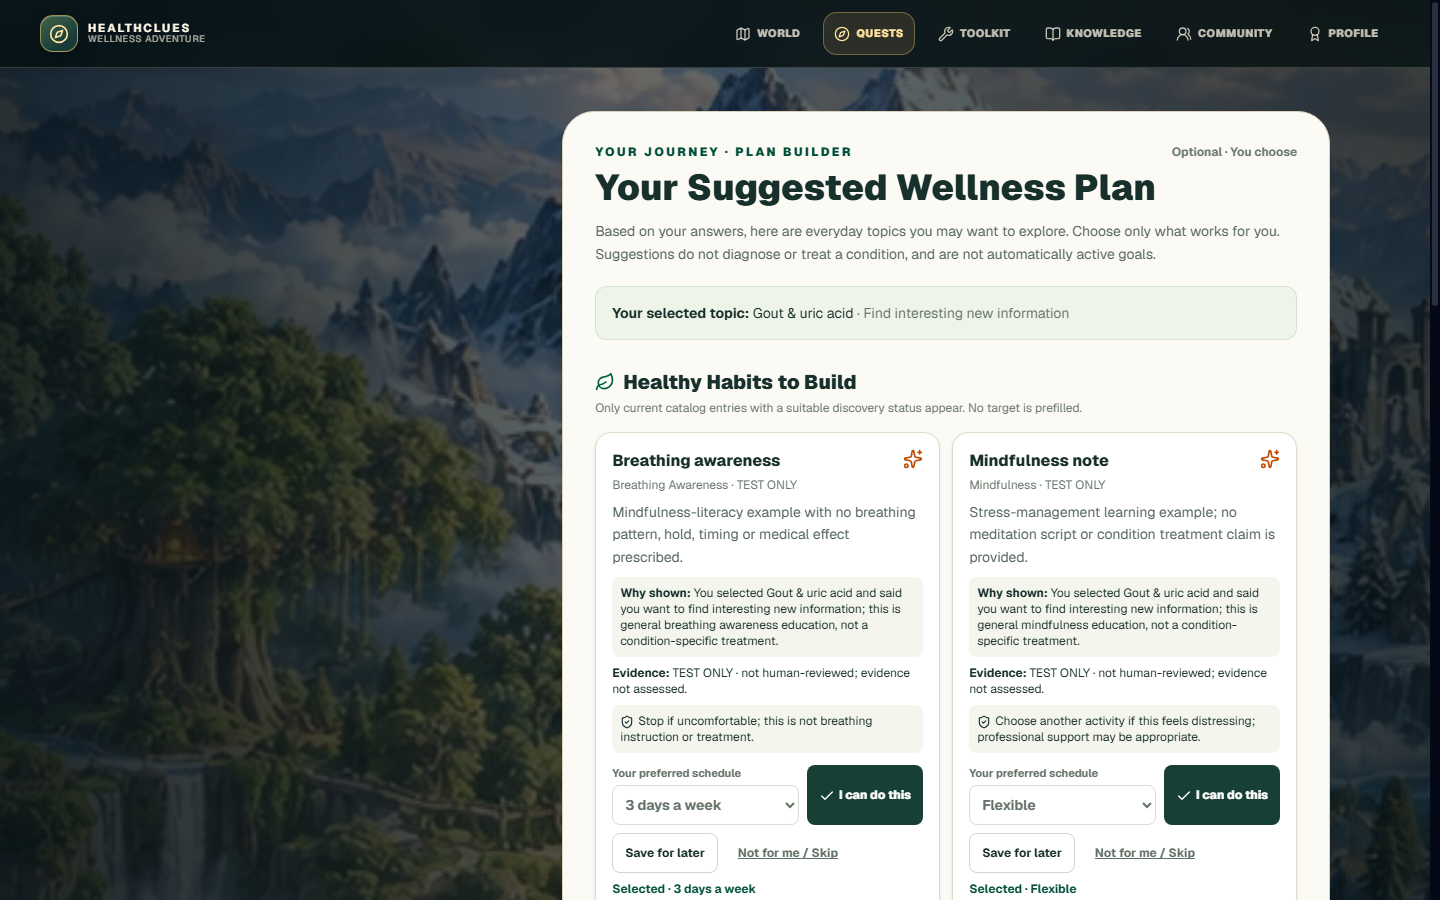 HEALTHCLUES
WELLNESS ADVENTURE
WORLD
QUESTS
TOOLKIT
KNOWLEDGE
COMMUNITY
PROFILE
YOUR JOURNEY · PLAN BUILDER
Optional · You choose
Your Suggested Wellness Plan
Based on your answers, here are everyday topics you may want to explore. Choose only what works for you.
Suggestions do not diagnose or treat a condition, and are not automatically active goals.
Your selected topic: Gout & uric acid · Find interesting new information
Healthy Habits to Build
Only current catalog entries with a suitable discovery status appear. No target is prefilled.
Breathing awareness
Breathing Awareness · TEST ONLY
Mindfulness-literacy example with no breathing
pattern, hold, timing or medical effect
prescribed.
Why shown: You selected Gout & uric acid and said
you want to find interesting new information; this is
general breathing awareness education, not a
condition-specific treatment.
Evidence: TEST ONLY · not human-reviewed; evidence
not assessed.
Stop if uncomfortable; this is not breathing
instruction or treatment.
Your preferred schedule
3 days a week
I can do this
Save for later
Not for me / Skip
Selected · 3 days a week
Mindfulness note
Mindfulness · TEST ONLY
Stress-management learning example; no
meditation script or condition treatment claim is
provided.
Why shown: You selected Gout & uric acid and said
you want to find interesting new information; this is
general mindfulness education, not a condition-
specific treatment.
Evidence: TEST ONLY · not human-reviewed; evidence
not assessed.
Choose another activity if this feels distressing;
professional support may be appropriate.
Your preferred schedule
Flexible
I can do this
Save for later
Not for me / Skip
Selected · Flexible